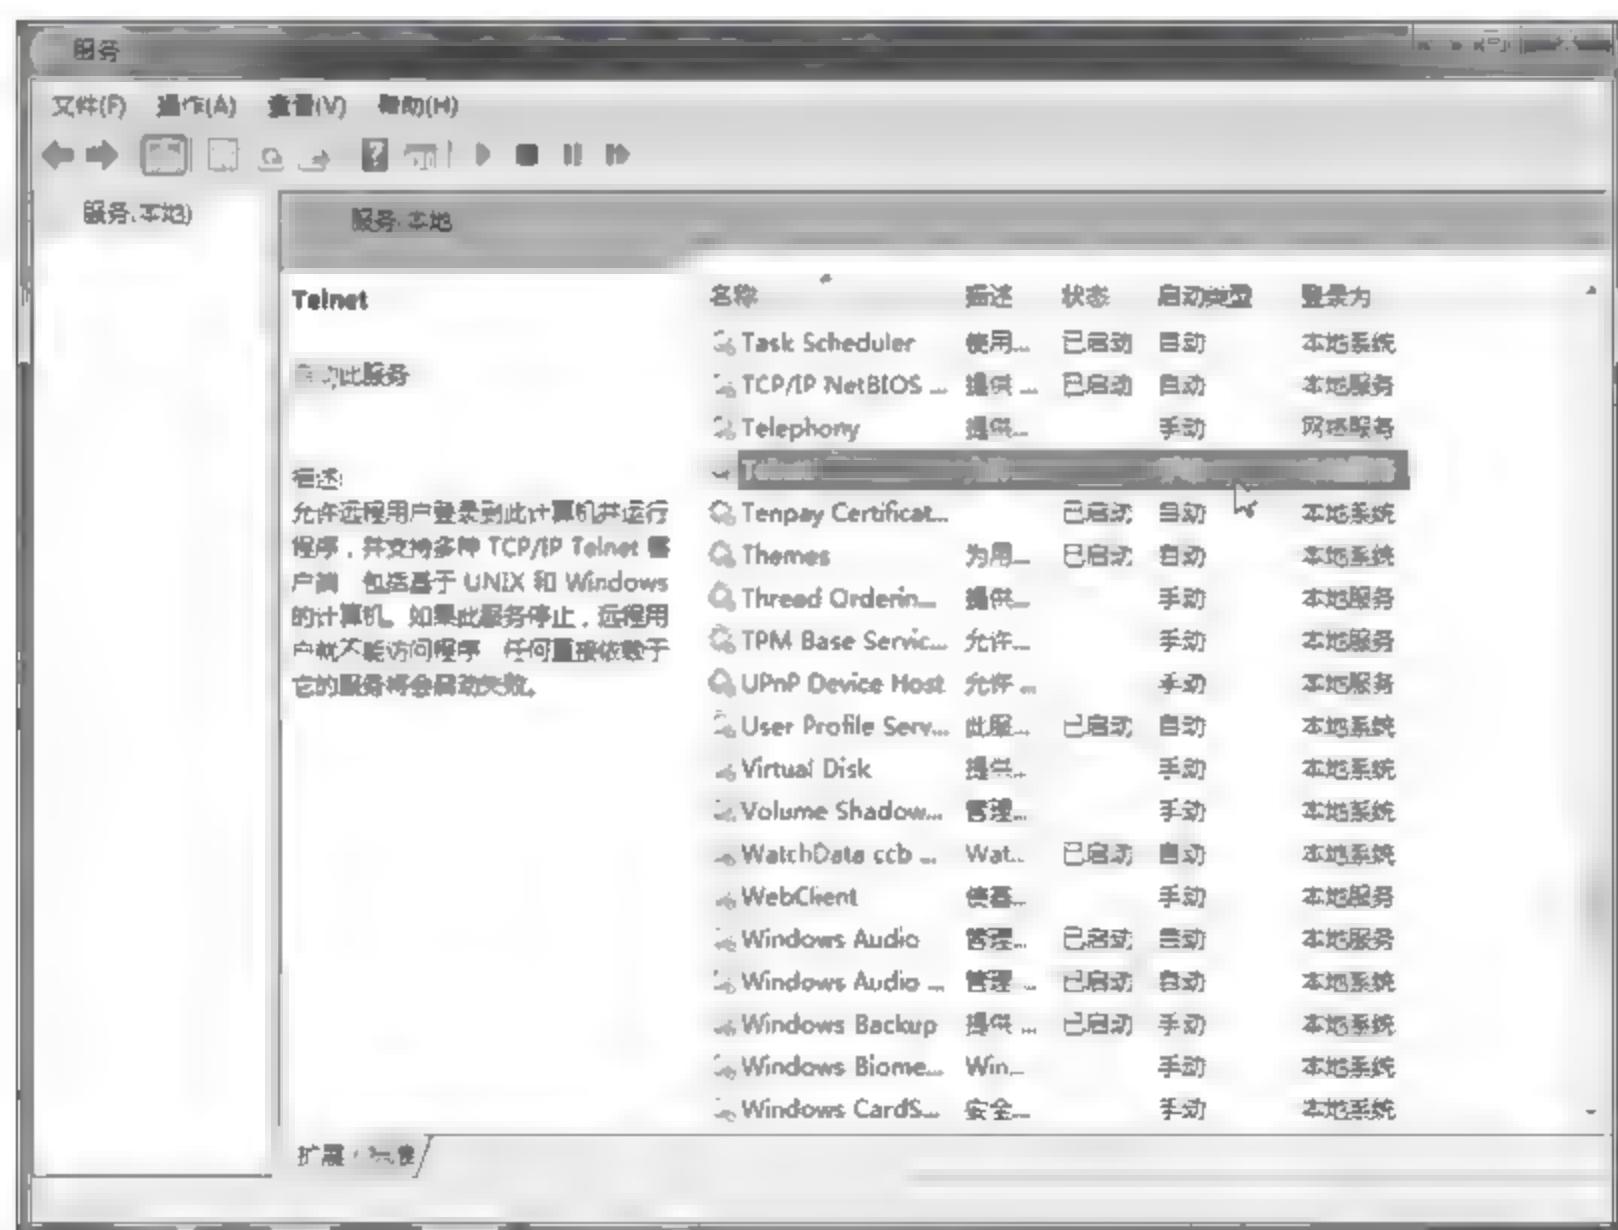 服务
文件(F) 操作(A) 查看(V) 帮助(H)
服务(本地)
服务(本地)
Telnet
启动此服务
描述:
允许远程用户登录到此计算机并运行
程序，并支持多种 TCP/IP Telnet 客
户端，包括基于 UNIX 和 Windows
的计算机。如果此服务停止，远程用
户就不能访问程序，任何直接依赖于
它的服务将会启动失败。
名称 描述 状态 启动类型 登录为
Task Scheduler 使用... 已启动 自动 本地系统
TCP/IP NetBIOS ... 提供 ... 已启动 自动 本地服务
Telephony 提供... 手动 网络服务
Telnet
Tenpay Certificat... 已启动 自动 本地系统
Themes 为用... 已启动 自动 本地系统
Thread Orderin... 提供... 手动 本地服务
TPM Base Servic... 允许... 手动 本地服务
UPnP Device Host 允许 ... 手动 本地服务
User Profile Serv... 此服... 已启动 自动 本地系统
Virtual Disk 提供... 手动 本地系统
Volume Shadow... 管理... 手动 本地系统
WatchData ccb ... Wat... 已启动 自动 本地系统
WebClient 使基... 手动 本地服务
Windows Audio 管理... 已启动 自动 本地服务
Windows Audio ... 管理 ... 已启动 自动 本地系统
Windows Backup 提供 ... 已启动 手动 本地系统
Windows Biome... Win... 手动 本地系统
Windows CardS... 安全... 手动 本地系统
扩展 标准